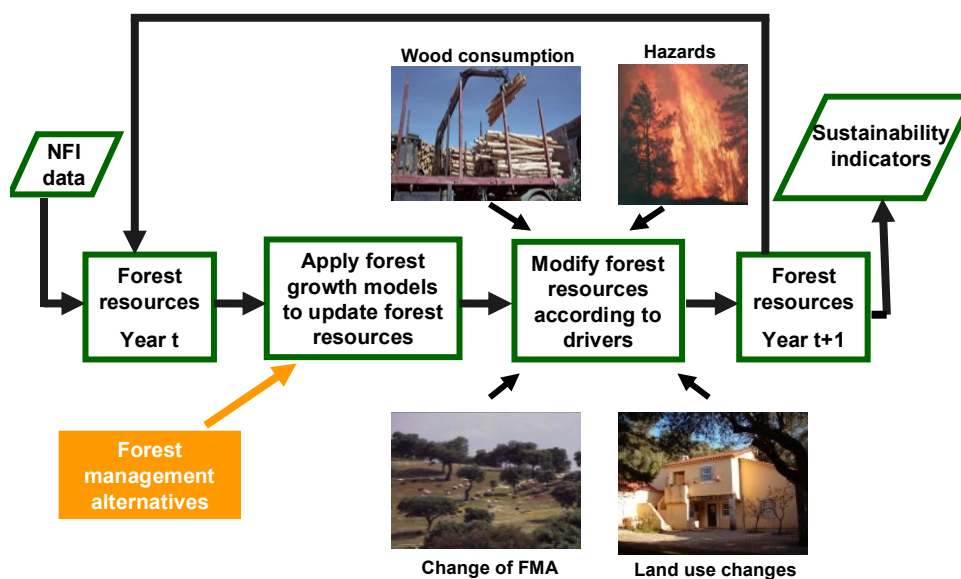 Wood consumption
Hazards
NFI
data
Sustainability
indicators
Forest
resources
Year t
Apply forest
growth models
to update forest
resources
Modify forest
resources
according to
drivers
Forest
resources
Year t+1
Forest
management
alternatives
Change of FMA
Land use changes